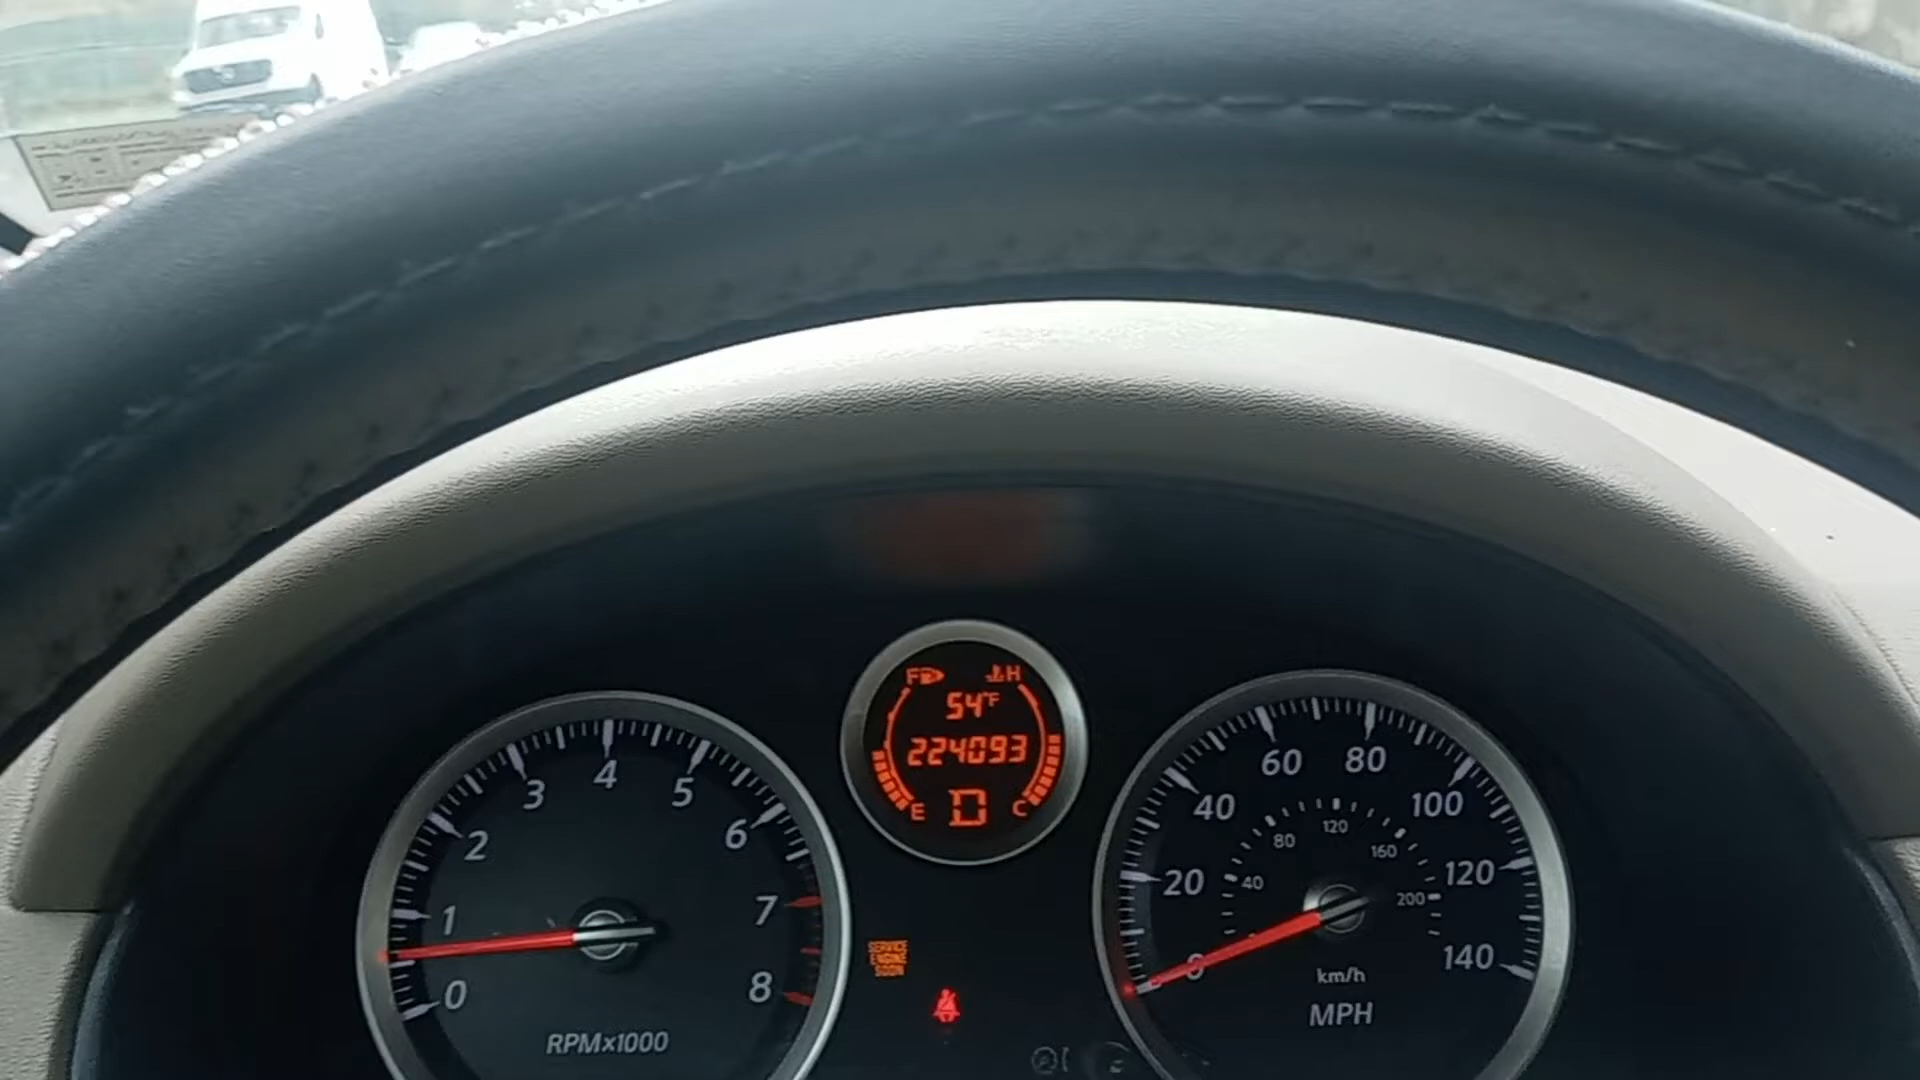 F H
54°F
224093
E D C
0 1 2 3 4 5 6 7 8
RPM×1000
SERVICE
ENGINE
SOON
0 20 40 60 80 100 120 140
40 80 120 160 200
km/h
MPH